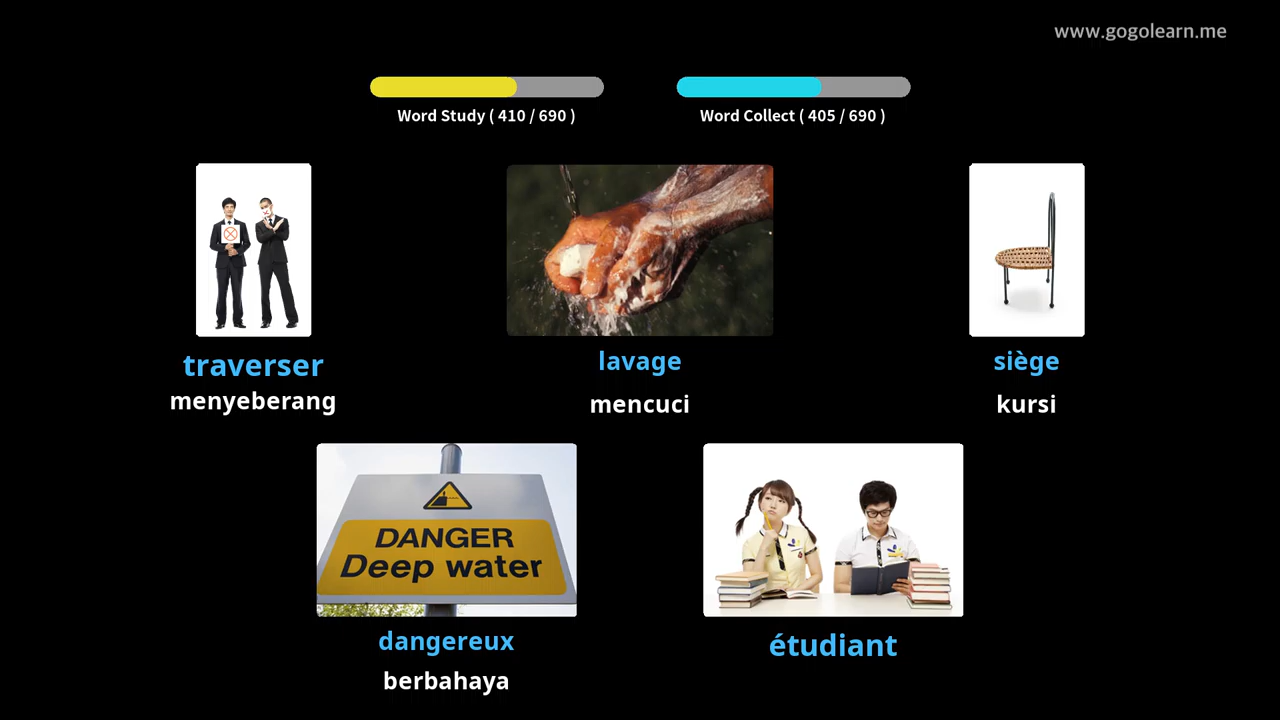 www.gogolearn.me
Word Study ( 410 / 690 )
Word Collect ( 405 / 690 )
traverser
menyeberang
lavage
mencuci
siège
kursi
DANGER
Deep water
dangereux
berbahaya
étudiant